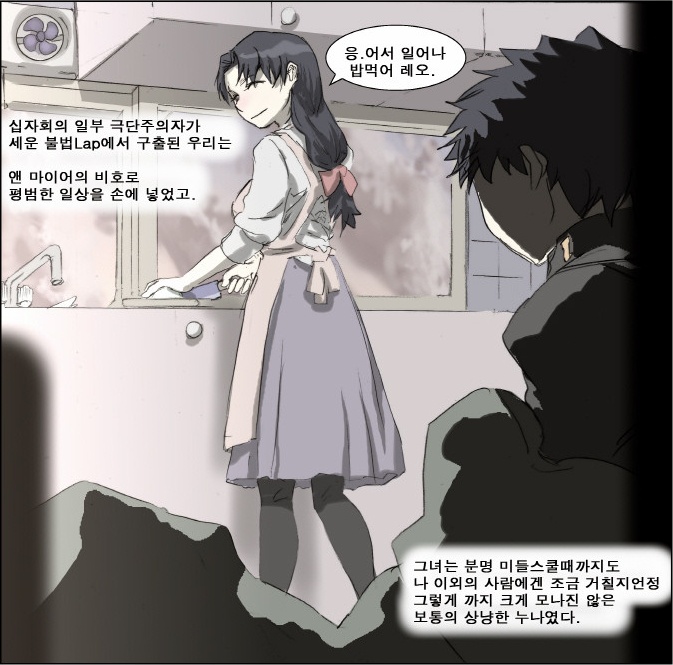 응.어서 일어나
밥먹어 레오.
십자회의 일부 극단주의자가
세운 불법Lap에서 구출된 우리는
앤 마이어의 비호로
평범한 일상을 손에 넣었고.
그녀는 분명 미들스쿨때까지도
나 이외의 사람에겐 조금 거칠지언정
그렇게 까지 크게 모나진 않은
보통의 상냥한 누나였다.